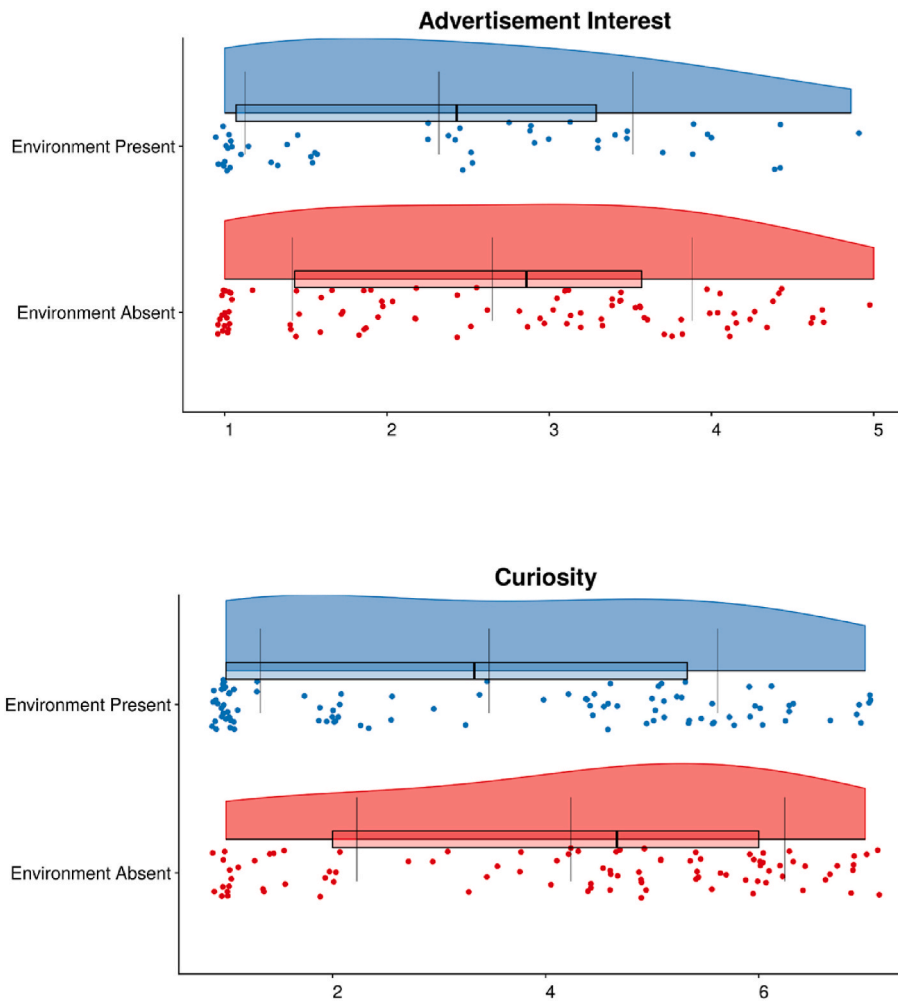 Advertisement Interest
Environment Present
Environment Absent
1 2 3 4 5
Curiosity
Environment Present
Environment Absent
2 4 6